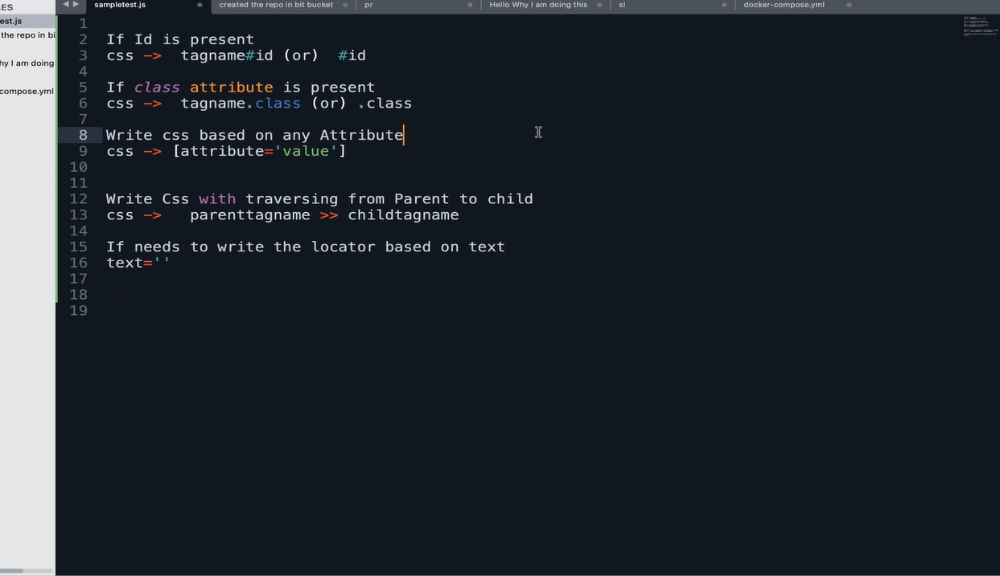 ES
est.js
the repo in bi
hy I am doing
compose.yml
sampletest.js
created the repo in bit bucket
pr
Hello Why I am doing this
sl
docker-compose.yml
1
2 If Id is present
3 css -> tagname#id (or) #id
4
5 If class attribute is present
6 css -> tagname.class (or) .class
7
8 Write css based on any Attribute
9 css -> [attribute='value']
10
11
12 Write Css with traversing from Parent to child
13 css -> parenttagname >> childtagname
14
15 If needs to write the locator based on text
16 text=''
17
18
19